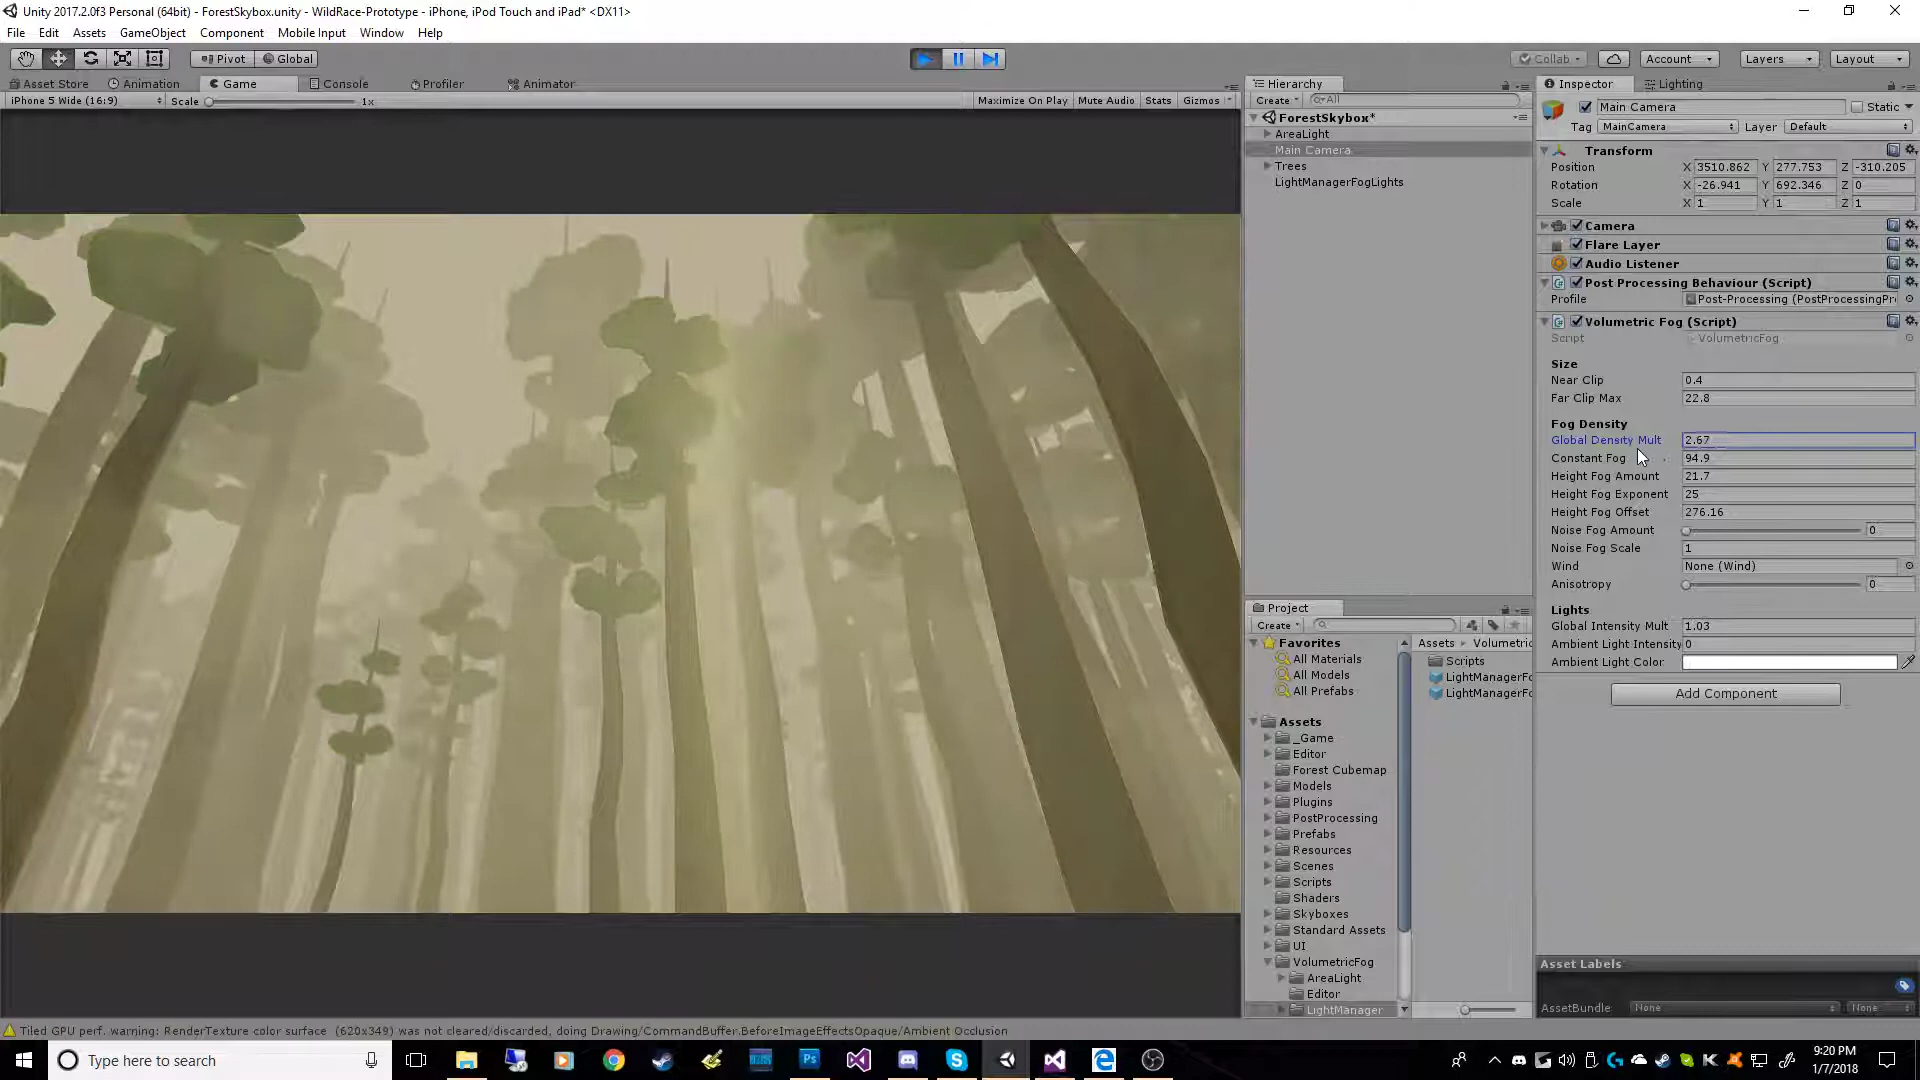 Unity 2017.2.0f3 Personal (64bit) - ForestSkybox.unity - WildRace-Prototype - iPhone, iPod Touch and iPad* <DX11>
File Edit Assets GameObject Component Mobile Input Window Help
Pivot Global Collab Account Layers Layout
Asset Store Animation Game Console Profiler Animator
iPhone 5 Wide (16:9) Scale 1x Maximize On Play Mute Audio Stats Gizmos
Hierarchy
Create All
ForestSkybox*
AreaLight
Main Camera
Trees
LightManagerFogLights
Project
Create
Favorites
All Materials
All Models
All Prefabs
Assets
_Game
Editor
Forest Cubemap
Models
Plugins
PostProcessing
Prefabs
Resources
Scenes
Scripts
Shaders
Skyboxes
Standard Assets
UI
VolumetricFog
AreaLight
Editor
LightManager
Assets Volumetric
Scripts
LightManagerFo
LightManagerFo
Inspector Lighting
Main Camera Static
Tag MainCamera Layer Default
Transform
Position X 3510.862 Y 277.753 Z -310.205
Rotation X -26.941 Y 692.346 Z 0
Scale X 1 Y 1 Z 1
Camera
Flare Layer
Audio Listener
Post Processing Behaviour (Script)
Profile Post-Processing (PostProcessingPr
Volumetric Fog (Script)
Script VolumetricFog
Size
Near Clip 0.4
Far Clip Max 22.8
Fog Density
Global Density Mult 2.67
Constant Fog 94.9
Height Fog Amount 21.7
Height Fog Exponent 25
Height Fog Offset 276.16
Noise Fog Amount 0
Noise Fog Scale 1
Wind None (Wind)
Anisotropy 0
Lights
Global Intensity Mult 1.03
Ambient Light Intensity 0
Ambient Light Color
Add Component
Asset Labels
AssetBundle None None
Tiled GPU perf. warning: RenderTexture color surface (620x349) was not cleared/discarded, doing Drawing/CommandBuffer.BeforeImageEffectsOpaque/Ambient Occlusion
Type here to search
Ps
9:20 PM
1/7/2018